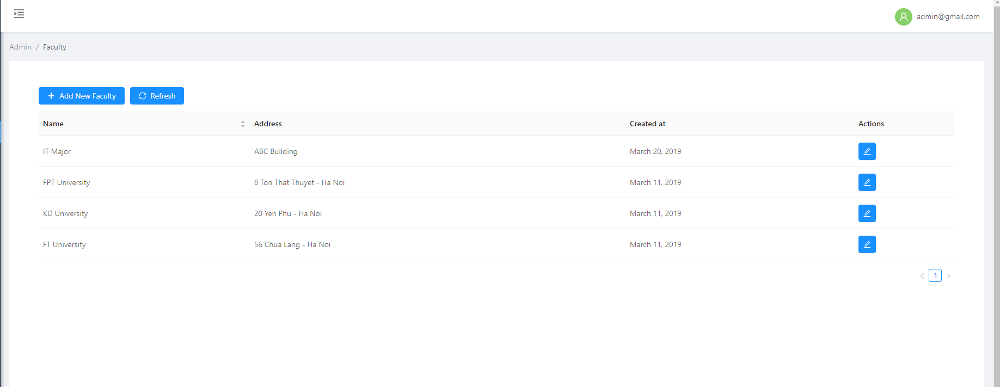 admin@gmail.com
Admin / Faculty
Add New Faculty Refresh
Name Address Created at Actions
IT Major ABC Building March 20, 2019
FPT University 8 Ton That Thuyet - Ha Noi March 11, 2019
KD University 20 Yen Phu - Ha Noi March 11, 2019
FT University 56 Chua Lang - Ha Noi March 11, 2019
1